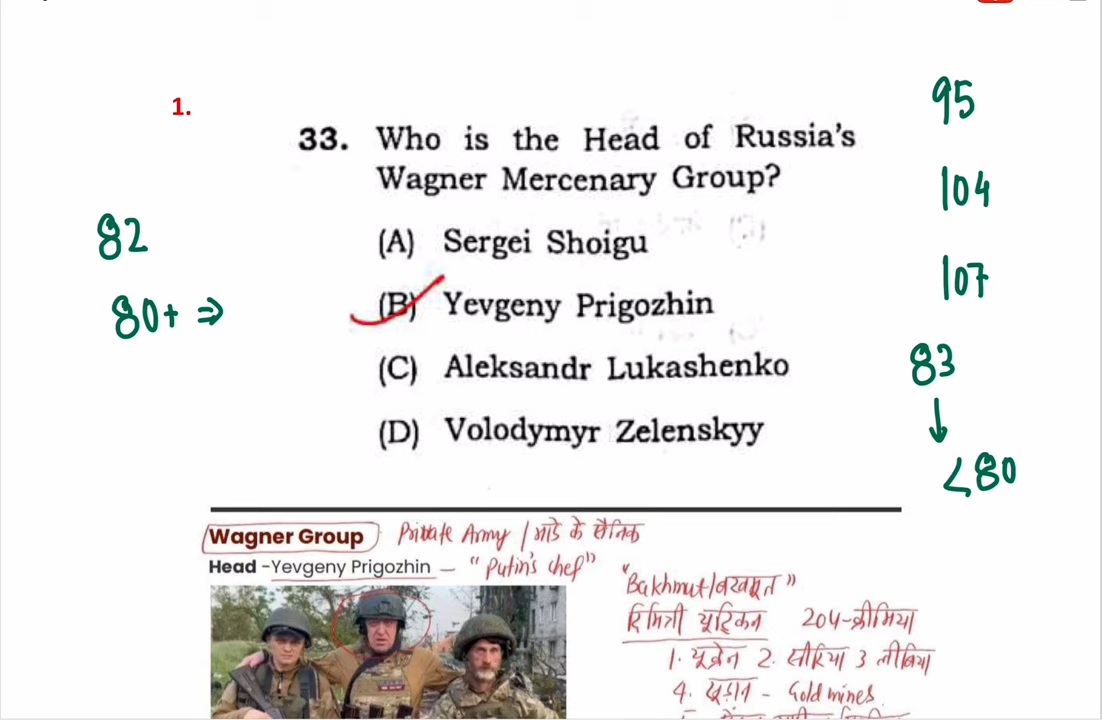 1.
33. Who is the Head of Russia's
Wagner Mercenary Group?
(A) Sergei Shoigu
(B) Yevgeny Prigozhin
(C) Aleksandr Lukashenko
(D) Volodymyr Zelenskyy
82
80+ ⇒
95
104
107
83
↓
<80
Wagner Group Private Army / भाड़े के सैनिक
Head -Yevgeny Prigozhin – "Putin's chef"
"Bakhmut/बखमूत"
दिमित्री यूट्किन 204-क्रीमिया
1. यूक्रेन 2. सीरिया 3 लीबिया
4. सूडान - Gold mines